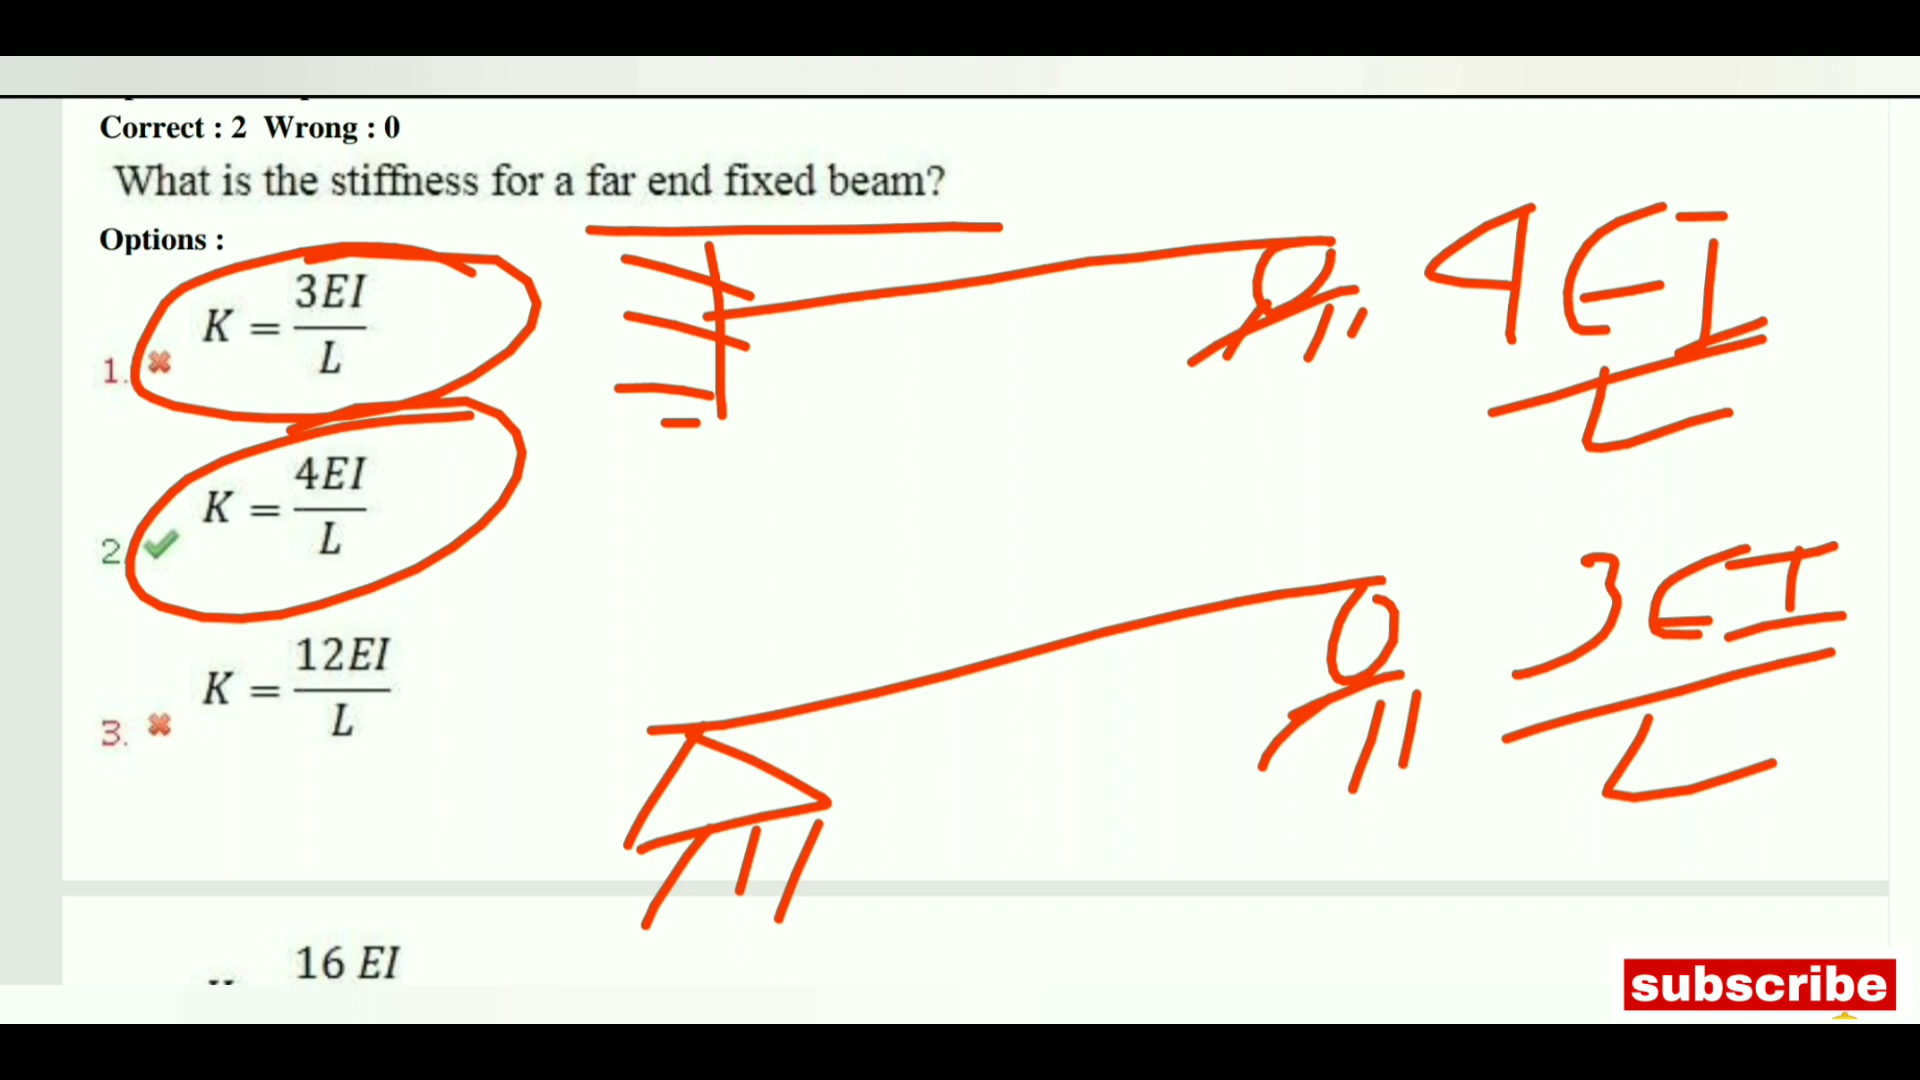 Correct : 2 Wrong : 0
What is the stiffness for a far end fixed beam?
Options :
1. K = 3EI / L
2. K = 4EI / L
3. K = 12EI / L
16 EI
4EI / L
3EI / L
subscribe